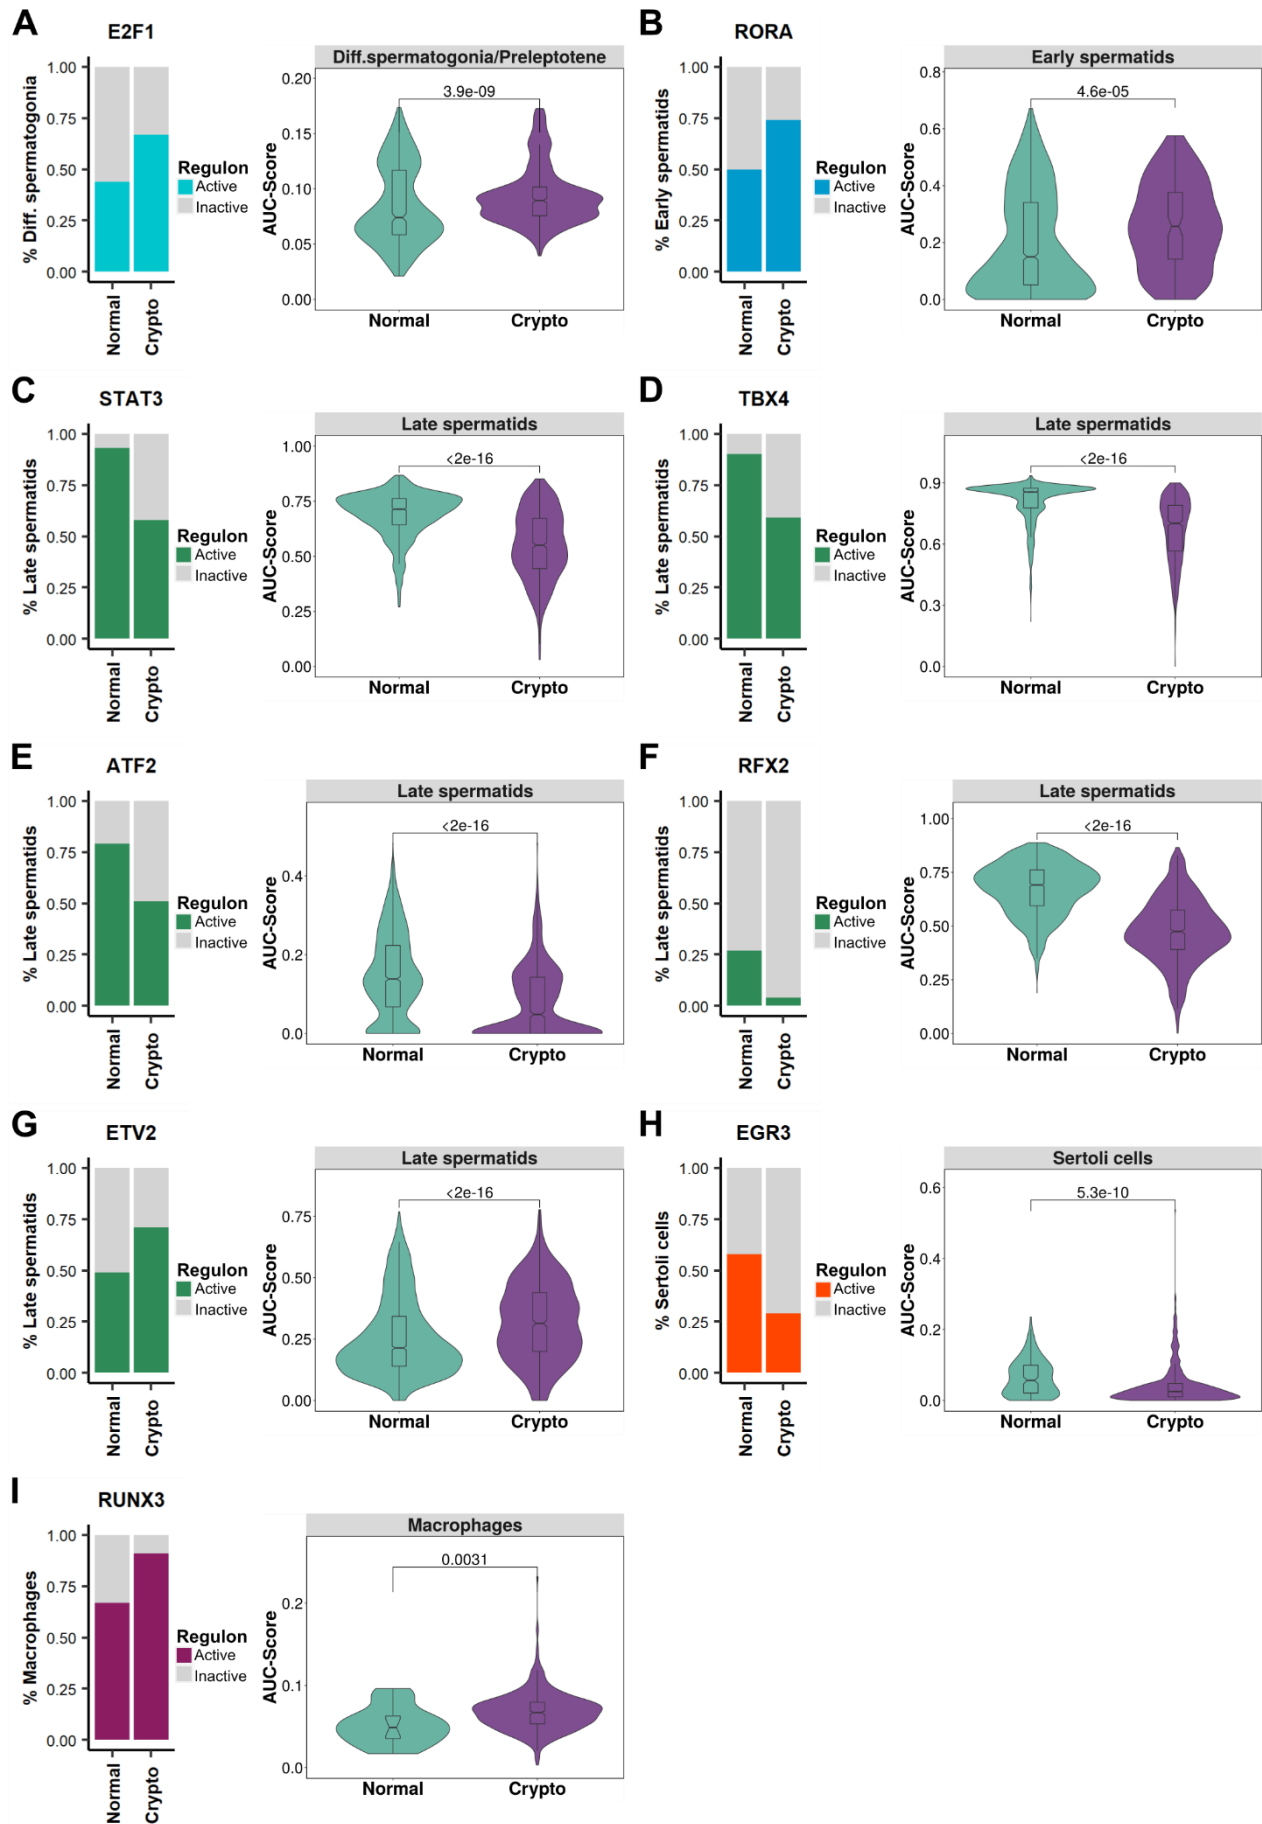 A
E2F1
% Diff. spermatogonia
1.00
0.75
0.50
0.25
0.00
Normal
Crypto
Regulon
Active
Inactive
Diff.spermatogonia/Preleptotene
AUC-Score
0.20
0.15
0.10
0.05
0.00
3.9e-09
Normal
Crypto
B
RORA
% Early spermatids
1.00
0.75
0.50
0.25
0.00
Normal
Crypto
Regulon
Active
Inactive
Early spermatids
AUC-Score
0.8
0.6
0.4
0.2
0.0
4.6e-05
Normal
Crypto
C
STAT3
% Late spermatids
1.00
0.75
0.50
0.25
0.00
Normal
Crypto
Regulon
Active
Inactive
Late spermatids
AUC-Score
1.00
0.75
0.50
0.25
0.00
<2e-16
Normal
Crypto
D
TBX4
% Late spermatids
1.00
0.75
0.50
0.25
0.00
Normal
Crypto
Regulon
Active
Inactive
Late spermatids
AUC-Score
0.9
0.6
0.3
0.0
<2e-16
Normal
Crypto
E
ATF2
% Late spermatids
1.00
0.75
0.50
0.25
0.00
Normal
Crypto
Regulon
Active
Inactive
Late spermatids
AUC-Score
0.4
0.2
0.0
<2e-16
Normal
Crypto
F
RFX2
% Late spermatids
1.00
0.75
0.50
0.25
0.00
Normal
Crypto
Regulon
Active
Inactive
Late spermatids
AUC-Score
1.00
0.75
0.50
0.25
0.00
<2e-16
Normal
Crypto
G
ETV2
% Late spermatids
1.00
0.75
0.50
0.25
0.00
Normal
Crypto
Regulon
Active
Inactive
Late spermatids
AUC-Score
0.75
0.50
0.25
0.00
<2e-16
Normal
Crypto
H
EGR3
% Sertoli cells
1.00
0.75
0.50
0.25
0.00
Normal
Crypto
Regulon
Active
Inactive
Sertoli cells
AUC-Score
0.6
0.4
0.2
0.0
5.3e-10
Normal
Crypto
I
RUNX3
% Macrophages
1.00
0.75
0.50
0.25
0.00
Normal
Crypto
Regulon
Active
Inactive
Macrophages
AUC-Score
0.2
0.1
0.0
0.0031
Normal
Crypto